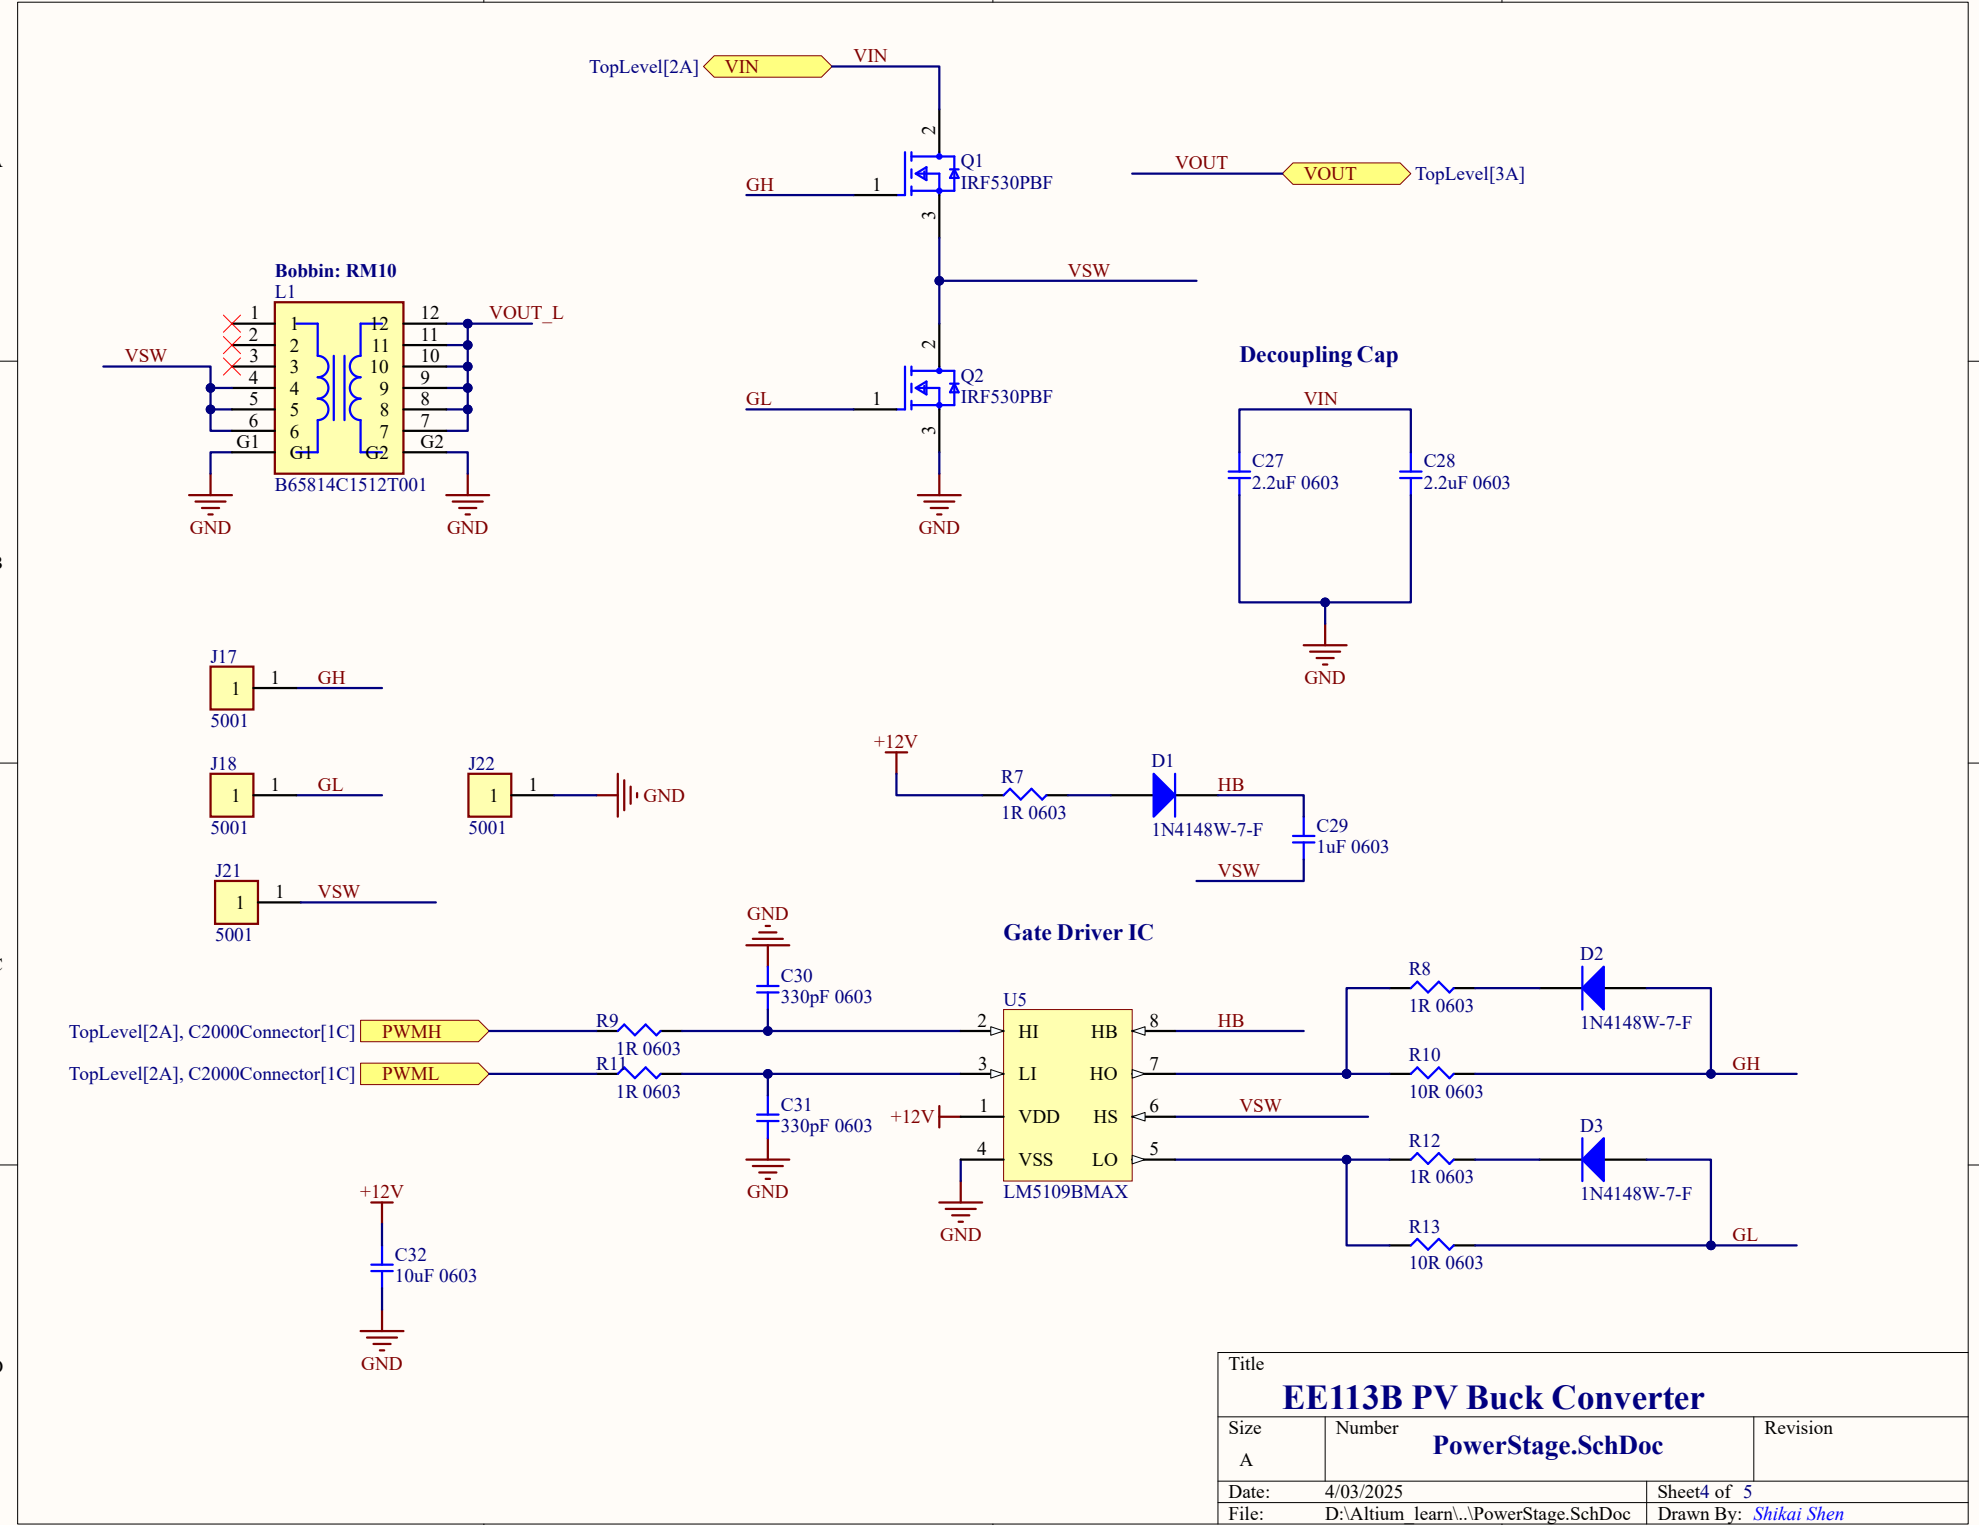 TopLevel[2A] VIN VIN
2
Q1
IRF530PBF
GH 1
3
VOUT VOUT TopLevel[3A]
VSW
2
Q2
IRF530PBF
GL 1
3
GND
Bobbin: RM10
L1
VSW
1 1 12 12 VOUT_L
2 2 11 11
3 3 10 10
4 4 9 9
5 5 8 8
6 6 7 7
G1 G1 G2 G2
B65814C1512T001
GND GND
Decoupling Cap
VIN
C27 C28
2.2uF 0603 2.2uF 0603
GND
J17
1 1 GH
5001
J18
1 1 GL
5001
J22
1 1 GND
5001
J21
1 1 VSW
5001
+12V
R7
1R 0603
D1
1N4148W-7-F
HB
C29
1uF 0603
VSW
Gate Driver IC
GND
C30
330pF 0603
TopLevel[2A], C2000Connector[1C] PWMH
R9
1R 0603
TopLevel[2A], C2000Connector[1C] PWML
R11
1R 0603
C31
330pF 0603
GND
U5
2 HI HB 8 HB
3 LI HO 7
+12V 1 VDD HS 6 VSW
4 VSS LO 5
LM5109BMAX
GND
R8
1R 0603
D2
1N4148W-7-F
R10
10R 0603
GH
R12
1R 0603
D3
1N4148W-7-F
R13
10R 0603
GL
+12V
C32
10uF 0603
GND
Title
EE113B PV Buck Converter
Size
A
Number
PowerStage.SchDoc
Revision
Date: 4/03/2025
Sheet4 of 5
File: D:\Altium_learn\..\PowerStage.SchDoc
Drawn By: Shikai Shen